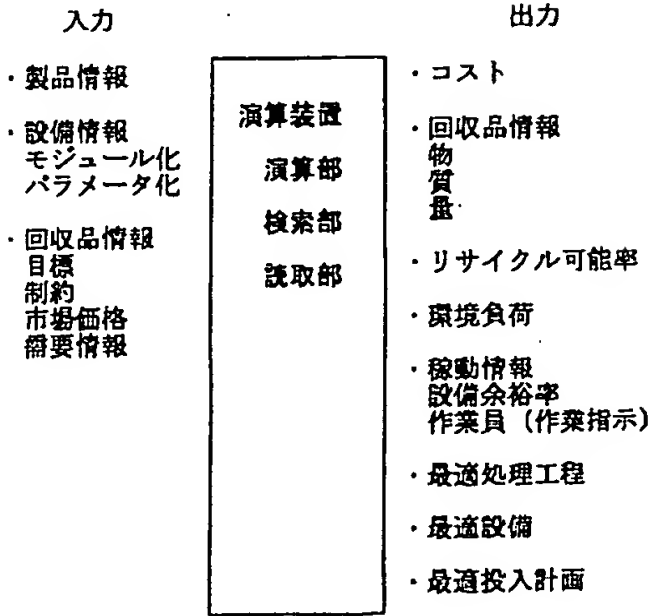 入力
・製品情報
・設備情報
モジュール化
パラメータ化
・回収品情報
目標
制約
市場価格
需要情報
演算装置
演算部
検索部
読取部
出力
・コスト
・回収品情報
物
質
量
・リサイクル可能率
・環境負荷
・稼動情報
設備余裕率
作業員（作業指示）
・最適処理工程
・最適設備
・最適投入計画